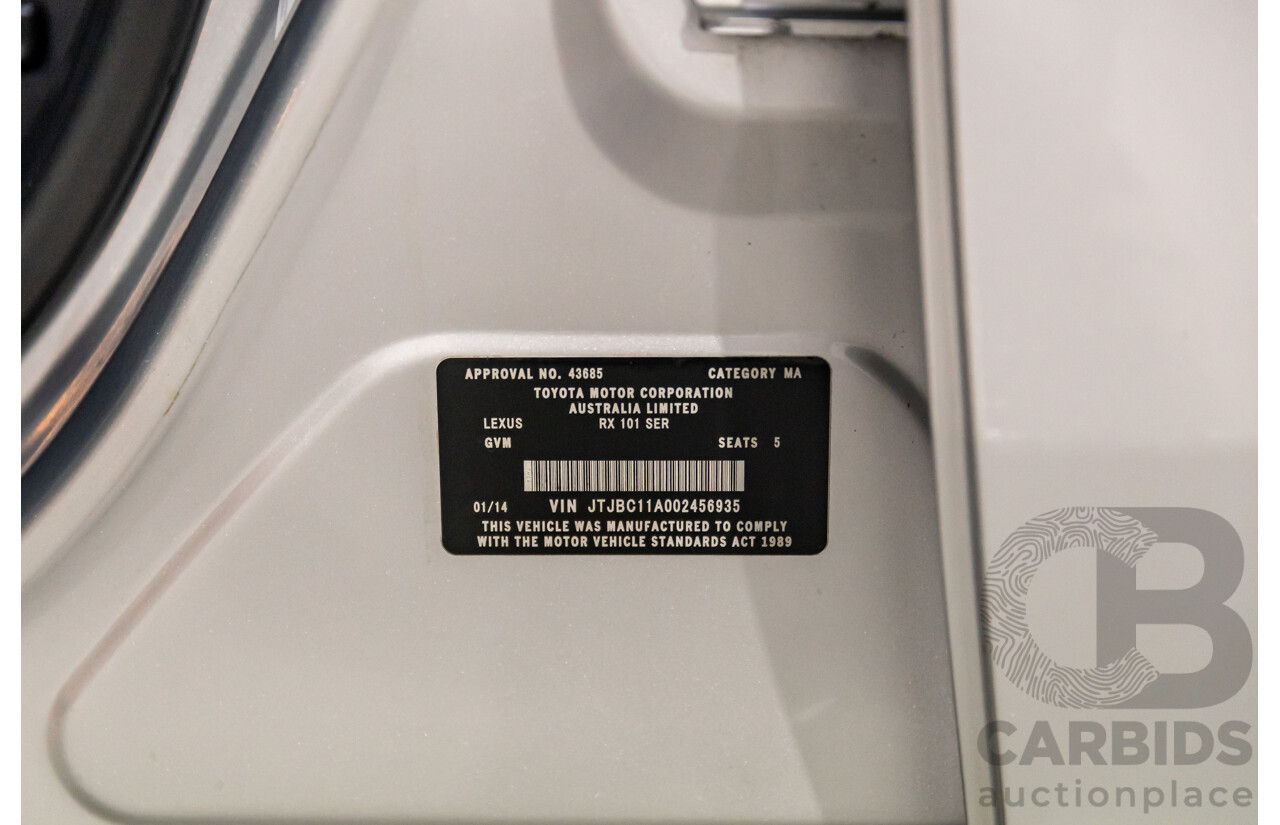 APPROVAL NO. 43685 CATEGORY MA
TOYOTA MOTOR CORPORATION
AUSTRALIA LIMITED
LEXUS RX 101 SER
GVM SEATS 5
01/14 VIN JTJBC11A002456935
THIS VEHICLE WAS MANUFACTURED TO COMPLY
WITH THE MOTOR VEHICLE STANDARDS ACT 1989
CB
CARBIDS
auctionplace